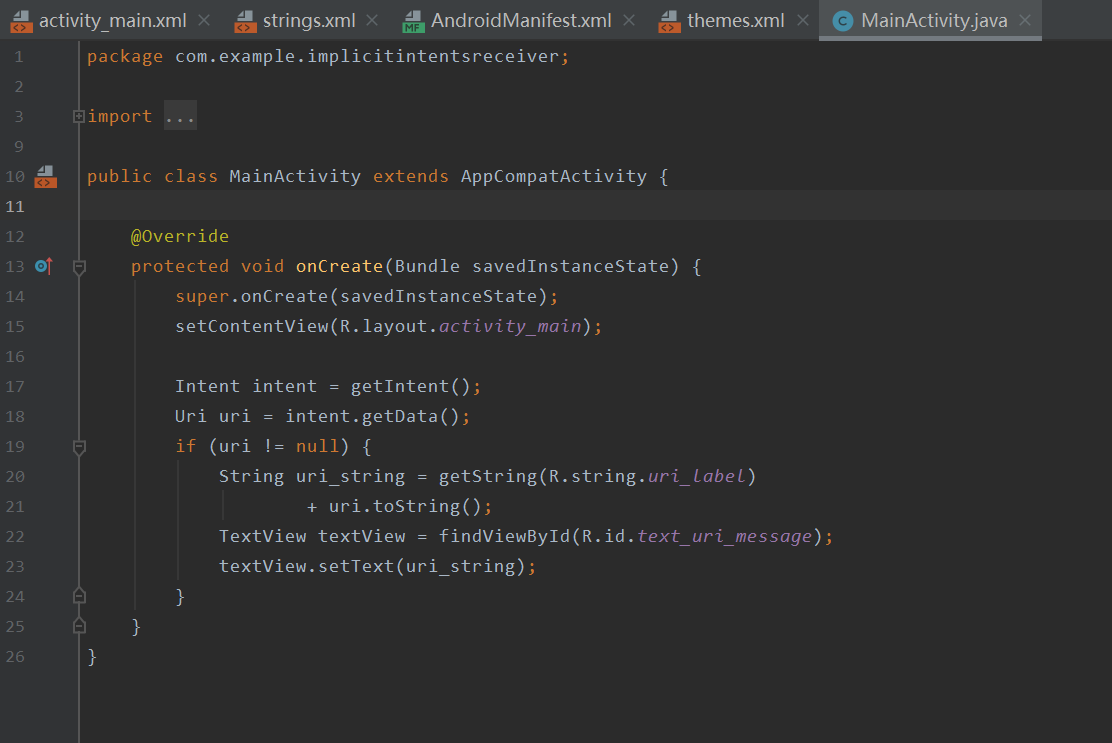 activity_main.xml strings.xml MF AndroidManifest.xml themes.xml C MainActivity.java
1 package com.example.implicitintentsreceiver;
2
3 import ...
9
10 public class MainActivity extends AppCompatActivity {
11
12 @Override
13 protected void onCreate(Bundle savedInstanceState) {
14 super.onCreate(savedInstanceState);
15 setContentView(R.layout.activity_main);
16
17 Intent intent = getIntent();
18 Uri uri = intent.getData();
19 if (uri != null) {
20 String uri_string = getString(R.string.uri_label)
21 + uri.toString();
22 TextView textView = findViewById(R.id.text_uri_message);
23 textView.setText(uri_string);
24 }
25 }
26 }